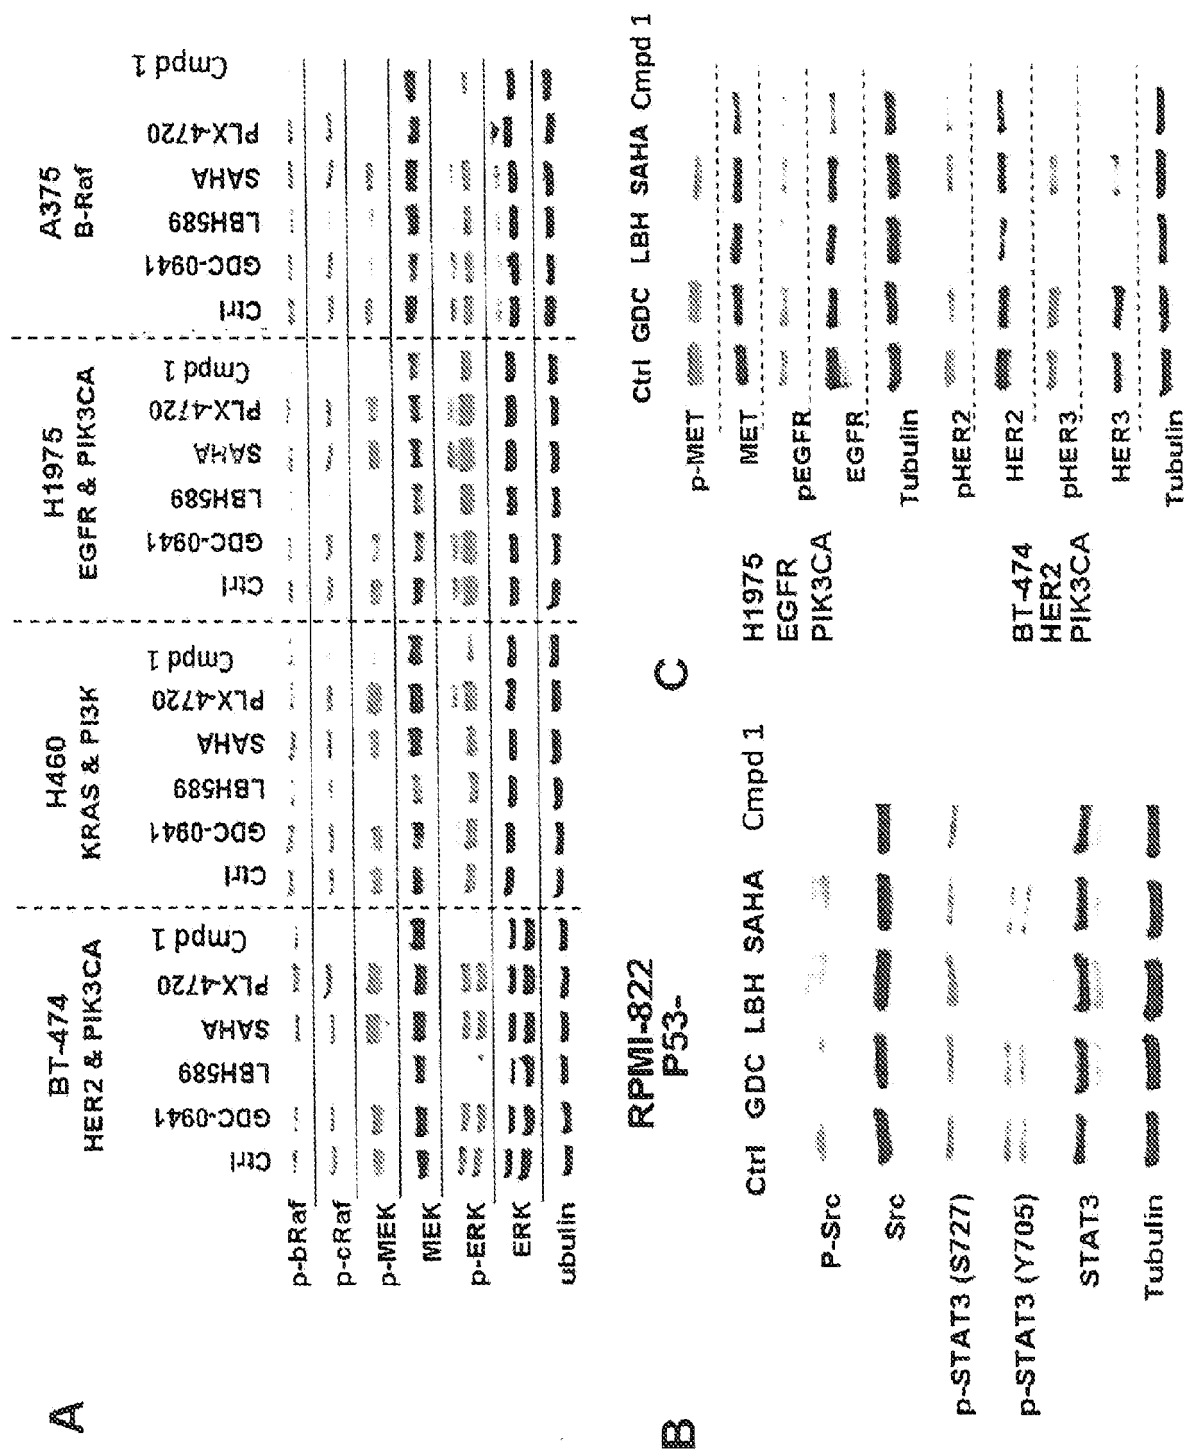 A
BT-474
HER2 & PIK3CA
H460
KRAS & PI3K
H1975
EGFR & PIK3CA
A375
B-Raf
Ctrl GDC-0941 LBH589 SAHA PLX-4720 Cmpd 1
Ctrl GDC-0941 LBH589 SAHA PLX-4720 Cmpd 1
Ctrl GDC-0941 LBH589 SAHA PLX-4720 Cmpd 1
Ctrl GDC-0941 LBH589 SAHA PLX-4720 Cmpd 1
p-bRaf
p-cRaf
p-MEK
MEK
p-ERK
ERK
ubulin
B
RPMI-822
P53-
Ctrl GDC LBH SAHA Cmpd 1
P-Src
Src
p-STAT3 (S727)
p-STAT3 (Y705)
STAT3
Tubulin
C
Ctrl GDC LBH SAHA Cmpd 1
H1975
EGFR
PIK3CA
p-MET
MET
pEGFR
EGFR
Tubulin
BT-474
HER2
PIK3CA
pHER2
HER2
pHER3
HER3
Tubulin